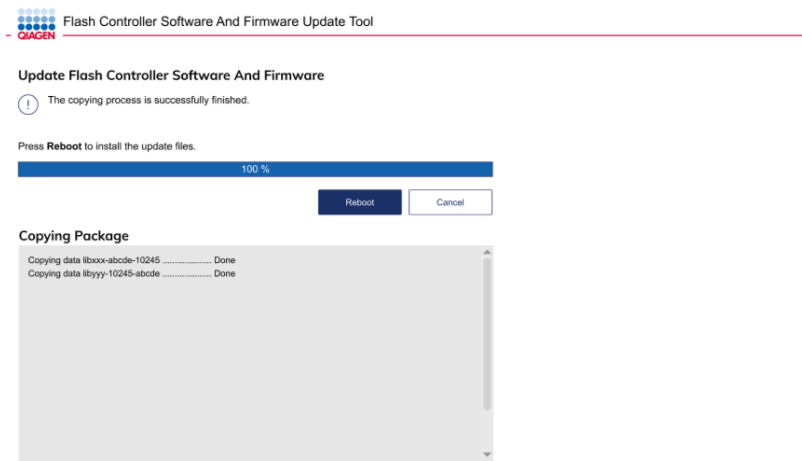 Flash Controller Software And Firmware Update Tool
QIAGEN
Update Flash Controller Software And Firmware
! The copying process is successfully finished.
Press Reboot to install the update files.
100 %
Reboot Cancel
Copying Package
Copying data libxxx-abcde-10245 .................... Done
Copying data libyyy-10245-abcde .................... Done